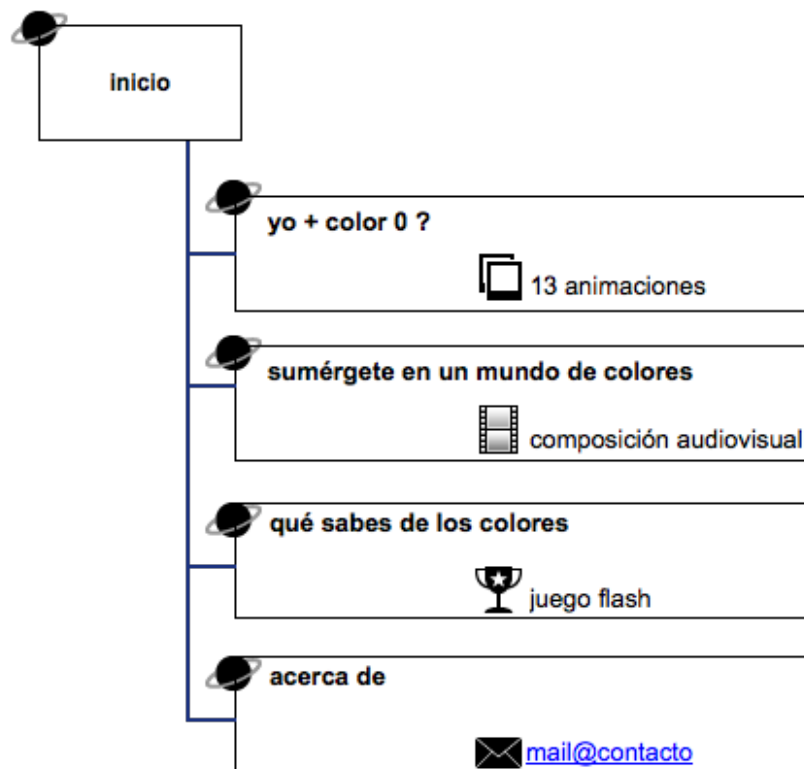 inicio
yo + color 0 ?
13 animaciones
sumérgete en un mundo de colores
composición audiovisual
qué sabes de los colores
juego flash
acerca de
mail@contacto